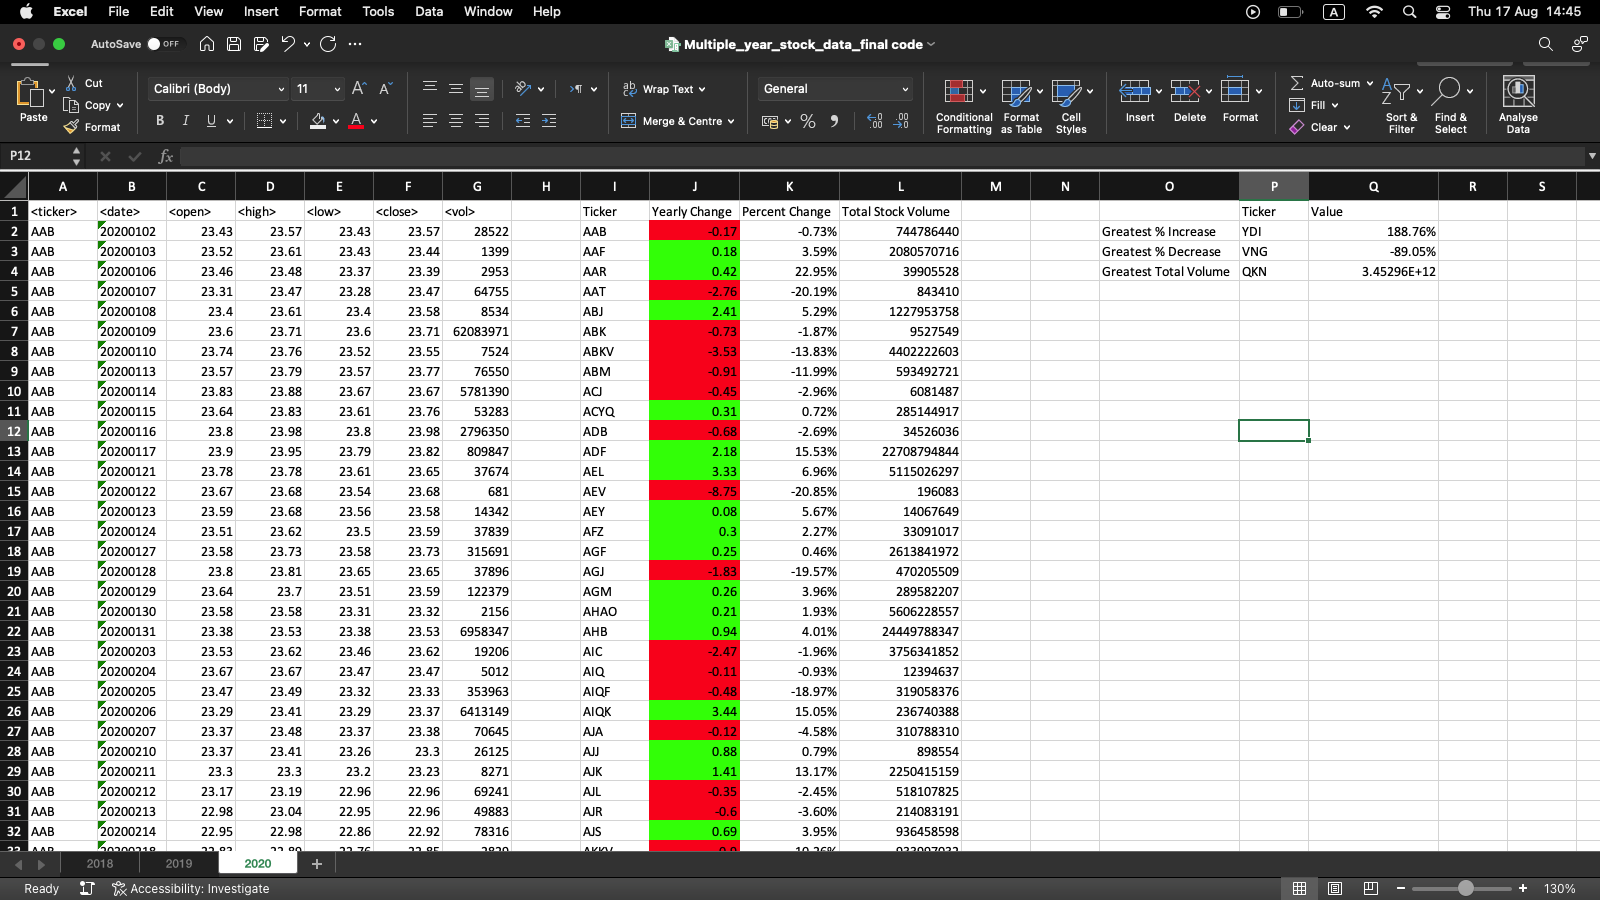 Excel File Edit View Insert Format Tools Data Window Help A Thu 17 Aug 14:45
AutoSave OFF Multiple_year_stock_data_final code
Paste Cut Copy Format
Calibri (Body) 11 B I U A
Wrap Text Merge & Centre
General %
Conditional Formatting Format as Table Cell Styles
Insert Delete Format
Auto-sum Fill Clear
Sort & Filter Find & Select Analyse Data
P12 fx
A B C D E F G H I J K L M N O P Q R S
1 <ticker> <date> <open> <high> <low> <close> <vol> Ticker Yearly Change Percent Change Total Stock Volume Ticker Value
2 AAB 20200102 23.43 23.57 23.43 23.57 28522 AAB -0.17 -0.73% 744786440 Greatest % Increase YDI 188.76%
3 AAB 20200103 23.52 23.61 23.43 23.44 1399 AAF 0.18 3.59% 2080570716 Greatest % Decrease VNG -89.05%
4 AAB 20200106 23.46 23.48 23.37 23.39 2953 AAR 0.42 22.95% 39905528 Greatest Total Volume QKN 3.45296E+12
5 AAB 20200107 23.31 23.47 23.28 23.47 64755 AAT -2.76 -20.19% 843410
6 AAB 20200108 23.4 23.61 23.4 23.58 8534 ABJ 2.41 5.29% 1227953758
7 AAB 20200109 23.6 23.71 23.6 23.71 62083971 ABK -0.73 -1.87% 9527549
8 AAB 20200110 23.74 23.76 23.52 23.55 7524 ABKV -3.53 -13.83% 4402222603
9 AAB 20200113 23.57 23.79 23.57 23.77 76550 ABM -0.91 -11.99% 593492721
10 AAB 20200114 23.83 23.88 23.67 23.67 5781390 ACJ -0.45 -2.96% 6081487
11 AAB 20200115 23.64 23.83 23.61 23.76 53283 ACYQ 0.31 0.72% 285144917
12 AAB 20200116 23.8 23.98 23.8 23.98 2796350 ADB -0.68 -2.69% 34526036
13 AAB 20200117 23.9 23.95 23.79 23.82 809847 ADF 2.18 15.53% 22708794844
14 AAB 20200121 23.78 23.78 23.61 23.65 37674 AEL 3.33 6.96% 5115026297
15 AAB 20200122 23.67 23.68 23.54 23.68 681 AEV -8.75 -20.85% 196083
16 AAB 20200123 23.59 23.68 23.56 23.58 14342 AEY 0.08 5.67% 14067649
17 AAB 20200124 23.51 23.62 23.5 23.59 37839 AFZ 0.3 2.27% 33091017
18 AAB 20200127 23.58 23.73 23.58 23.73 315691 AGF 0.25 0.46% 2613841972
19 AAB 20200128 23.8 23.81 23.65 23.65 37896 AGJ -1.83 -19.57% 470205509
20 AAB 20200129 23.64 23.7 23.51 23.59 122379 AGM 0.26 3.96% 289582207
21 AAB 20200130 23.58 23.58 23.31 23.32 2156 AHAO 0.21 1.93% 5606228557
22 AAB 20200131 23.38 23.53 23.38 23.53 6958347 AHB 0.94 4.01% 24449788347
23 AAB 20200203 23.53 23.62 23.46 23.62 19206 AIC -2.47 -1.96% 3756341852
24 AAB 20200204 23.67 23.67 23.47 23.47 5012 AIQ -0.11 -0.93% 12394637
25 AAB 20200205 23.47 23.49 23.32 23.33 353963 AIQF -0.48 -18.97% 319058376
26 AAB 20200206 23.29 23.41 23.29 23.37 6413149 AIQK 3.44 15.05% 236740388
27 AAB 20200207 23.37 23.48 23.37 23.38 70645 AJA -0.12 -4.58% 310788310
28 AAB 20200210 23.37 23.41 23.26 23.3 26125 AJJ 0.88 0.79% 898554
29 AAB 20200211 23.3 23.3 23.2 23.23 8271 AJK 1.41 13.17% 2250415159
30 AAB 20200212 23.17 23.19 22.96 22.96 69241 AJL -0.35 -2.45% 518107825
31 AAB 20200213 22.98 23.04 22.95 22.96 49883 AJR -0.6 -3.60% 214083191
32 AAB 20200214 22.95 22.98 22.86 22.92 78316 AJS 0.69 3.95% 936458598
2018 2019 2020 +
Ready Accessibility: Investigate 130%